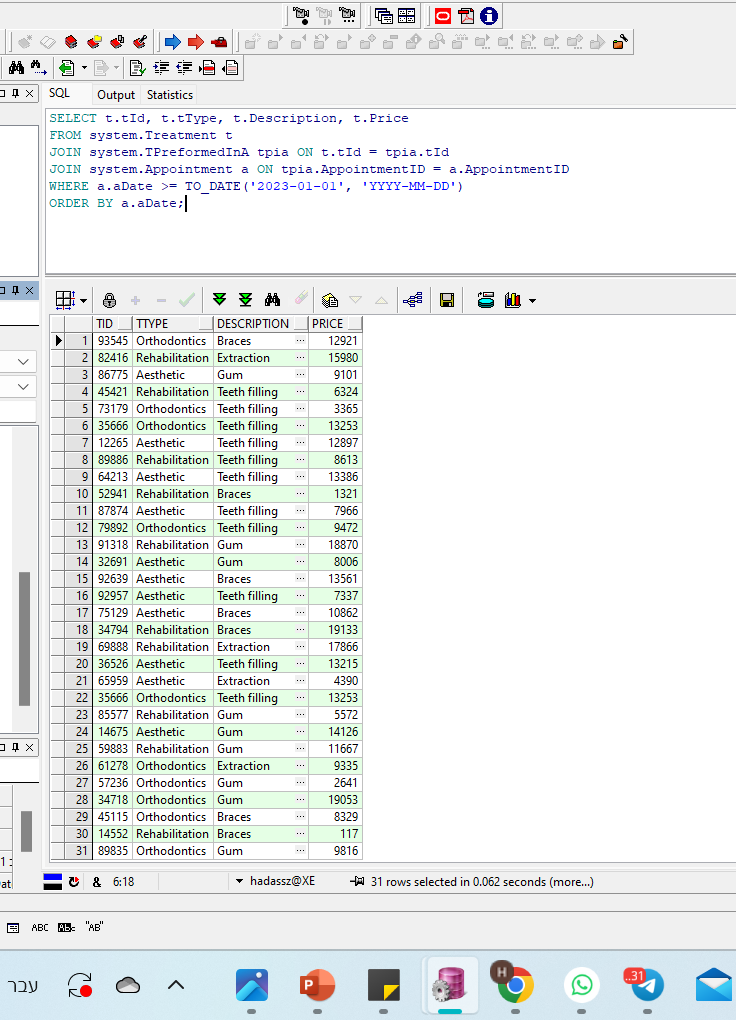 SQL Output Statistics
SELECT t.tId, t.tType, t.Description, t.Price
FROM system.Treatment t
JOIN system.TPreformedInA tpia ON t.tId = tpia.tId
JOIN system.Appointment a ON tpia.AppointmentID = a.AppointmentID
WHERE a.aDate >= TO_DATE('2023-01-01', 'YYYY-MM-DD')
ORDER BY a.aDate;
TID TTYPE DESCRIPTION PRICE
1 93545 Orthodontics Braces ... 12921
2 82416 Rehabilitation Extraction ... 15980
3 86775 Aesthetic Gum ... 9101
4 45421 Rehabilitation Teeth filling ... 6324
5 73179 Orthodontics Teeth filling ... 3365
6 35666 Orthodontics Teeth filling ... 13253
7 12265 Aesthetic Teeth filling ... 12897
8 89886 Rehabilitation Teeth filling ... 8613
9 64213 Aesthetic Teeth filling ... 13386
10 52941 Rehabilitation Braces ... 1321
11 87874 Aesthetic Teeth filling ... 7966
12 79892 Orthodontics Teeth filling ... 9472
13 91318 Rehabilitation Gum ... 18870
14 32691 Aesthetic Gum ... 8006
15 92639 Aesthetic Braces ... 13561
16 92957 Aesthetic Teeth filling ... 7337
17 75129 Aesthetic Braces ... 10862
18 34794 Rehabilitation Braces ... 19133
19 69888 Rehabilitation Extraction ... 17866
20 36526 Aesthetic Teeth filling ... 13215
21 65959 Aesthetic Extraction ... 4390
22 35666 Orthodontics Teeth filling ... 13253
23 85577 Rehabilitation Gum ... 5572
24 14675 Aesthetic Gum ... 14126
25 59883 Rehabilitation Gum ... 11667
26 61278 Orthodontics Extraction ... 9335
27 57236 Orthodontics Gum ... 2641
28 34718 Orthodontics Gum ... 19053
29 45115 Orthodontics Braces ... 8329
30 14552 Rehabilitation Braces ... 117
31 89835 Orthodontics Gum ... 9816
& 6:18 hadassz@XE 31 rows selected in 0.062 seconds (more...)
ABC AB "AB"
עבר P H ..31